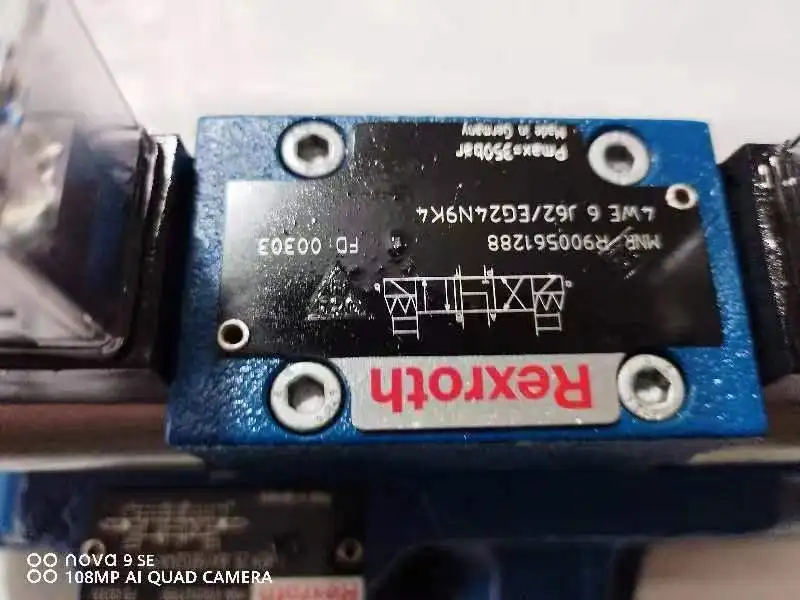 Rexroth
MNR R900561288
FD 00303
4WE 6 J62/EG24N9K4
Pmax=350bar
Made in Germany
Rexroth
nova 9 SE
108MP AI QUAD CAMERA